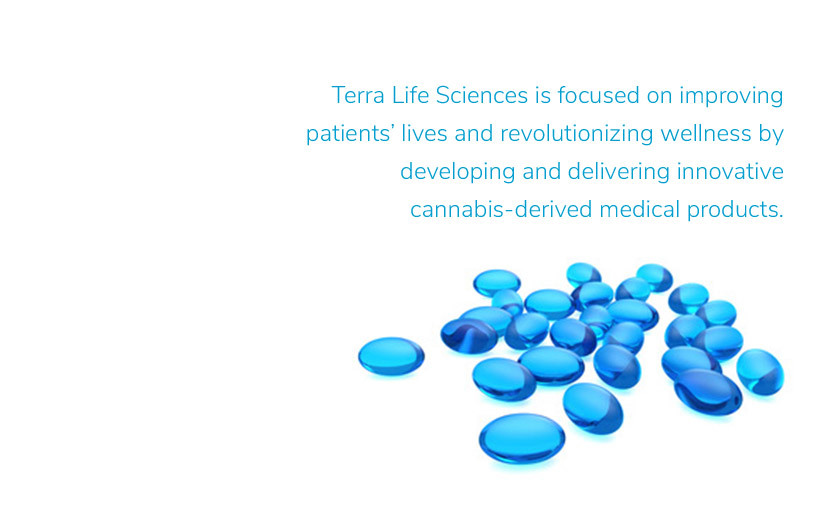 Terra Life Sciences is focused on improving
patients’ lives and revolutionizing wellness by
developing and delivering innovative
cannabis-derived medical products.